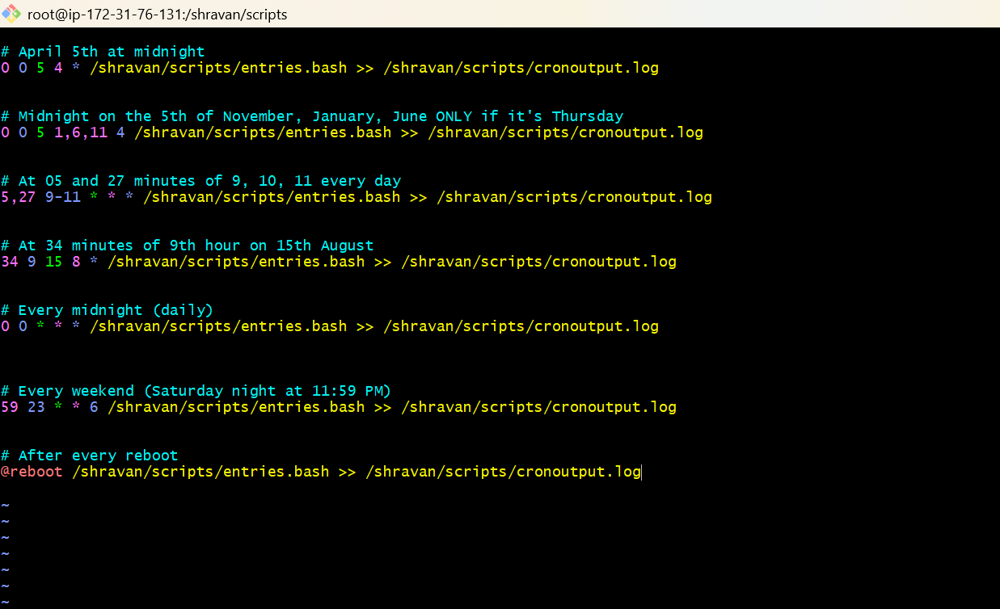 root@ip-172-31-76-131:/shravan/scripts
# April 5th at midnight
0 0 5 4 * /shravan/scripts/entries.bash >> /shravan/scripts/cronoutput.log
# Midnight on the 5th of November, January, June ONLY if it's Thursday
0 0 5 1,6,11 4 /shravan/scripts/entries.bash >> /shravan/scripts/cronoutput.log
# At 05 and 27 minutes of 9, 10, 11 every day
5,27 9-11 * * * /shravan/scripts/entries.bash >> /shravan/scripts/cronoutput.log
# At 34 minutes of 9th hour on 15th August
34 9 15 8 * /shravan/scripts/entries.bash >> /shravan/scripts/cronoutput.log
# Every midnight (daily)
0 0 * * * /shravan/scripts/entries.bash >> /shravan/scripts/cronoutput.log
# Every weekend (Saturday night at 11:59 PM)
59 23 * * 6 /shravan/scripts/entries.bash >> /shravan/scripts/cronoutput.log
# After every reboot
@reboot /shravan/scripts/entries.bash >> /shravan/scripts/cronoutput.log
~
~
~
~
~
~
~